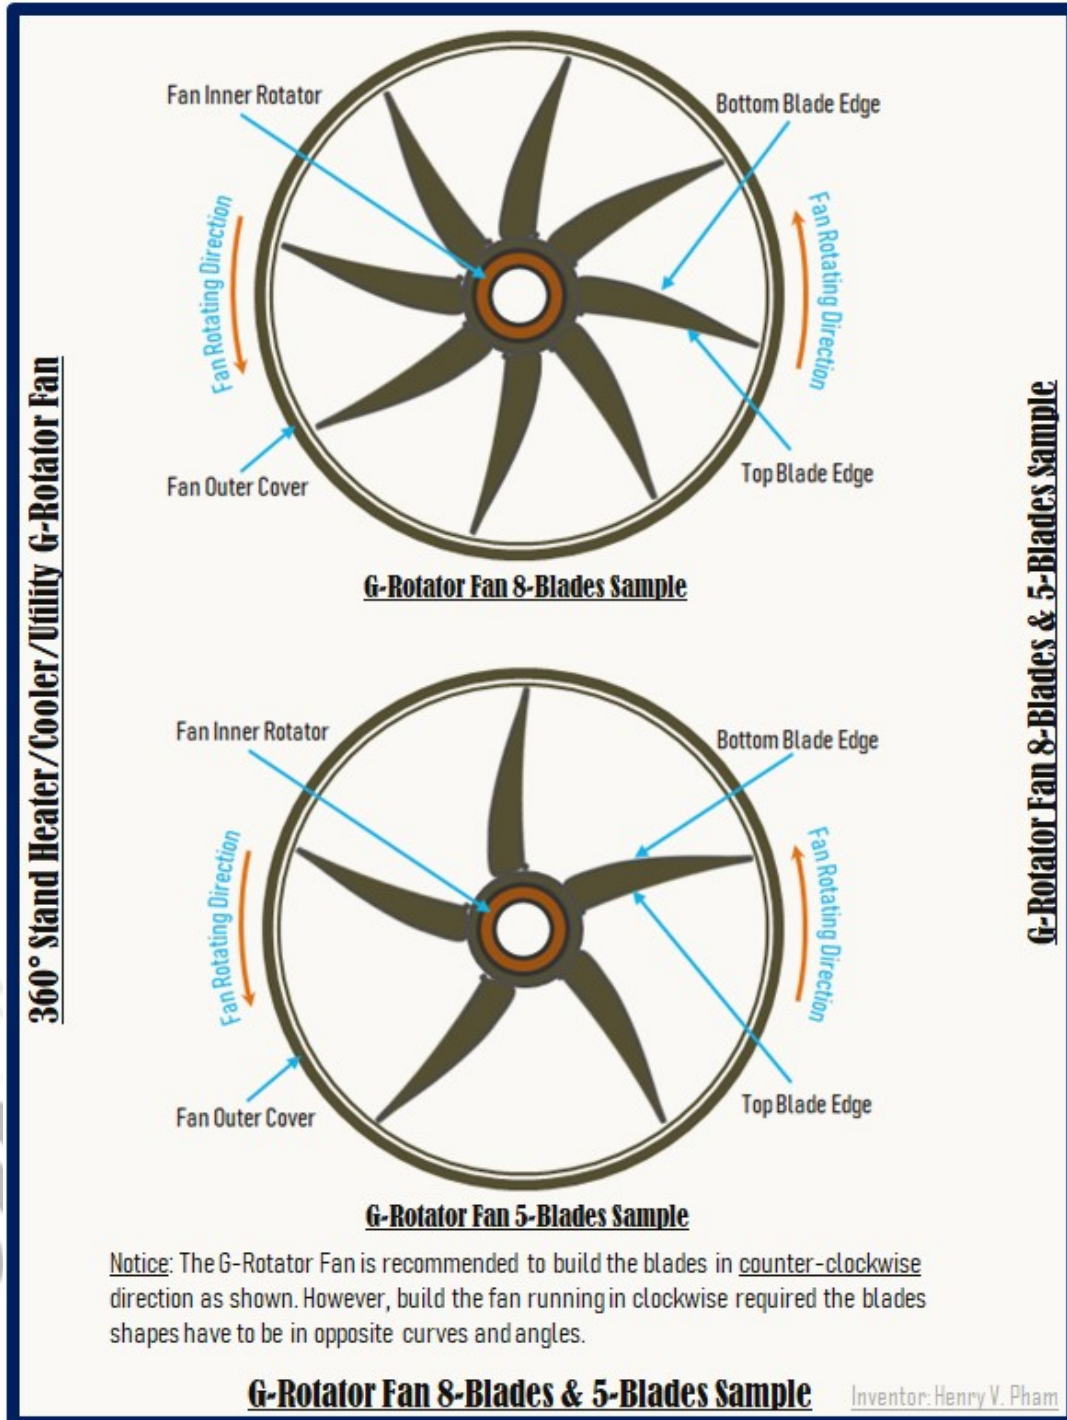 360° Stand Heater/Cooler/Utility G-Rotator Fan
Fan Inner Rotator
Bottom Blade Edge
Fan Rotating Direction
Fan Rotating Direction
Fan Outer Cover
Top Blade Edge
G-Rotator Fan 8-Blades Sample
Fan Inner Rotator
Bottom Blade Edge
Fan Rotating Direction
Fan Rotating Direction
Fan Outer Cover
Top Blade Edge
G-Rotator Fan 5-Blades Sample
G-Rotator Fan 8-Blades & 5-Blades Sample
Notice: The G-Rotator Fan is recommended to build the blades in counter-clockwise
direction as shown. However, build the fan running in clockwise required the blades
shapes have to be in opposite curves and angles.
G-Rotator Fan 8-Blades & 5-Blades Sample
Inventor: Henry V. Pham